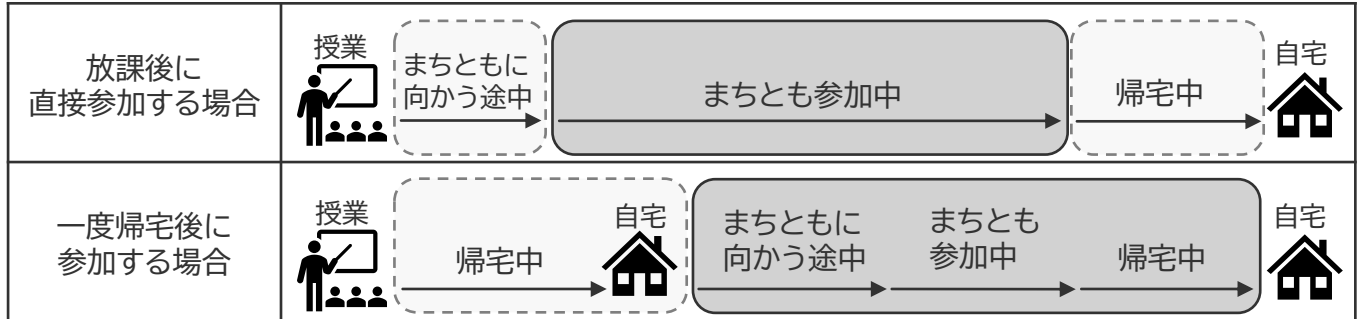 放課後に
直接参加する場合
授業
まちともに
向かう途中
まちとも参加中
帰宅中
自宅
一度帰宅後に
参加する場合
授業
帰宅中
自宅
まちともに
向かう途中
まちとも
参加中
帰宅中
自宅